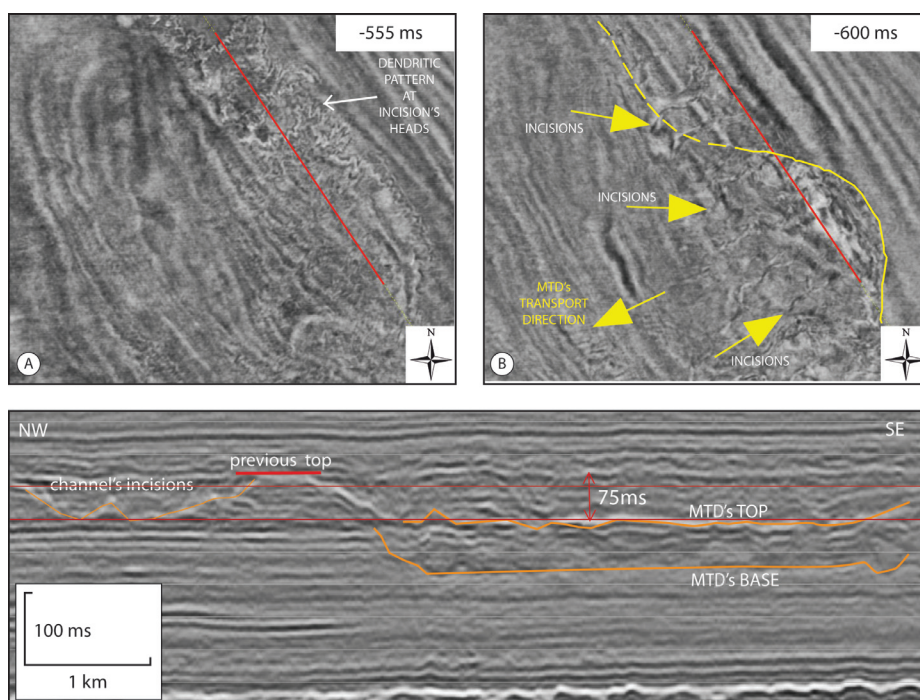 -555 ms
DENDRITIC
PATTERN
AT
INCISION'S
HEADS
N
A
-600 ms
INCISIONS
INCISIONS
MTD's
TRANSPORT
DIRECTION
INCISIONS
N
B
NW
SE
previous top
channel's incisions
75ms
MTD's TOP
MTD's BASE
100 ms
1 km